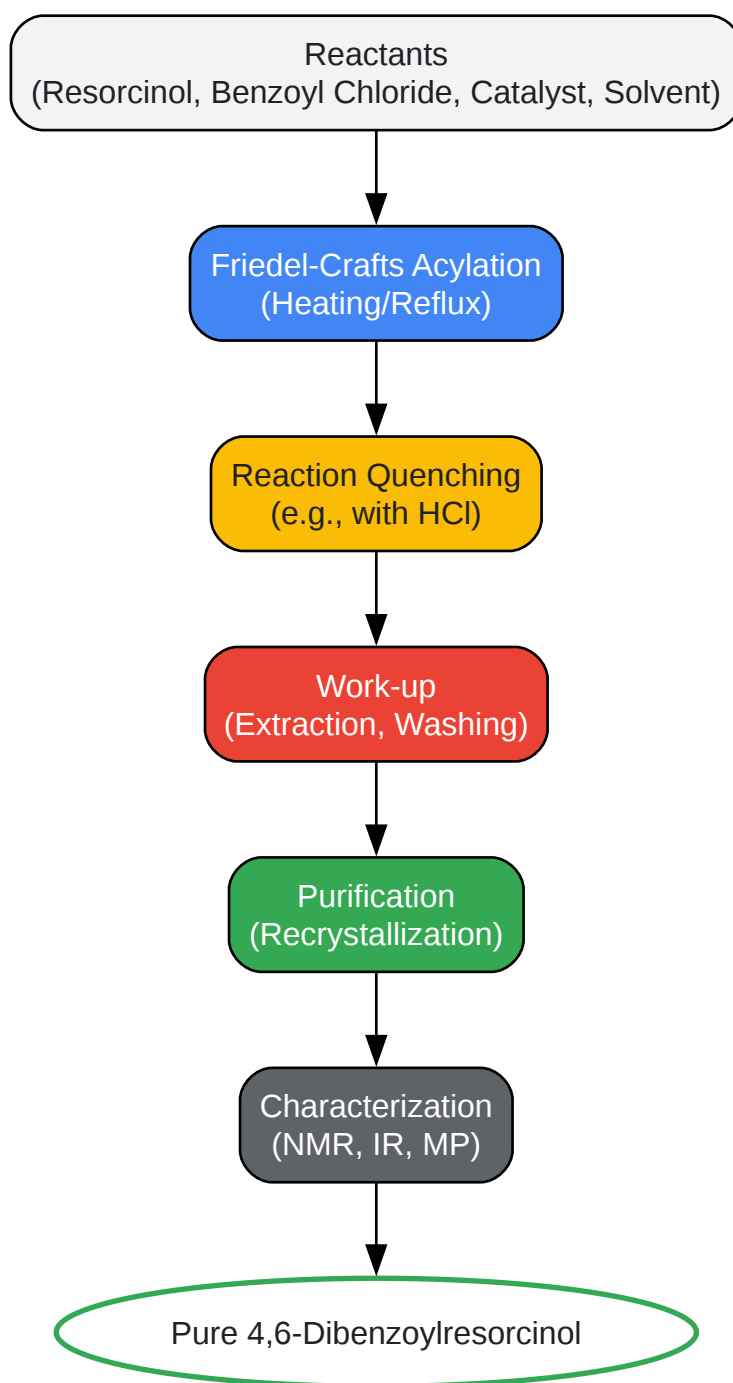 Reactants
(Resorcinol, Benzoyl Chloride, Catalyst, Solvent)
Friedel-Crafts Acylation
(Heating/Reflux)
Reaction Quenching
(e.g., with HCl)
Work-up
(Extraction, Washing)
Purification
(Recrystallization)
Characterization
(NMR, IR, MP)
Pure 4,6-Dibenzoylresorcinol